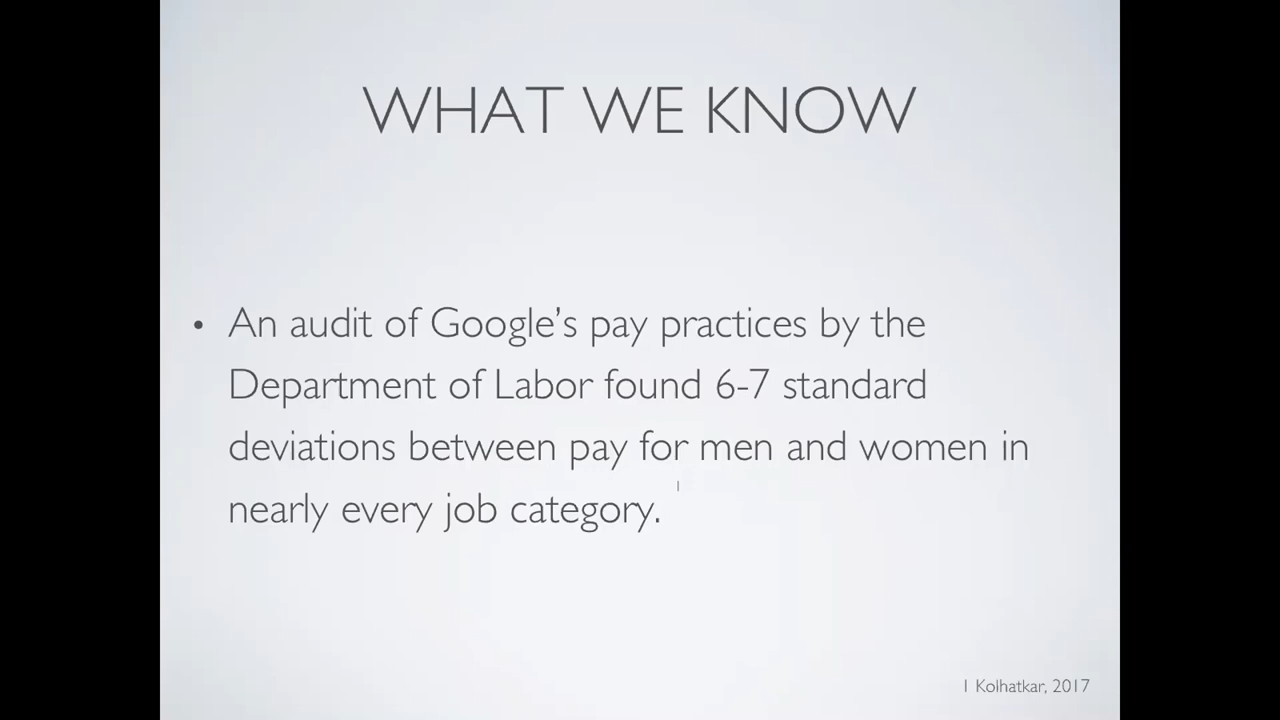 WHAT WE KNOW
• An audit of Google's pay practices by the
Department of Labor found 6-7 standard
deviations between pay for men and women in
nearly every job category. 1
1 Kolhatkar, 2017